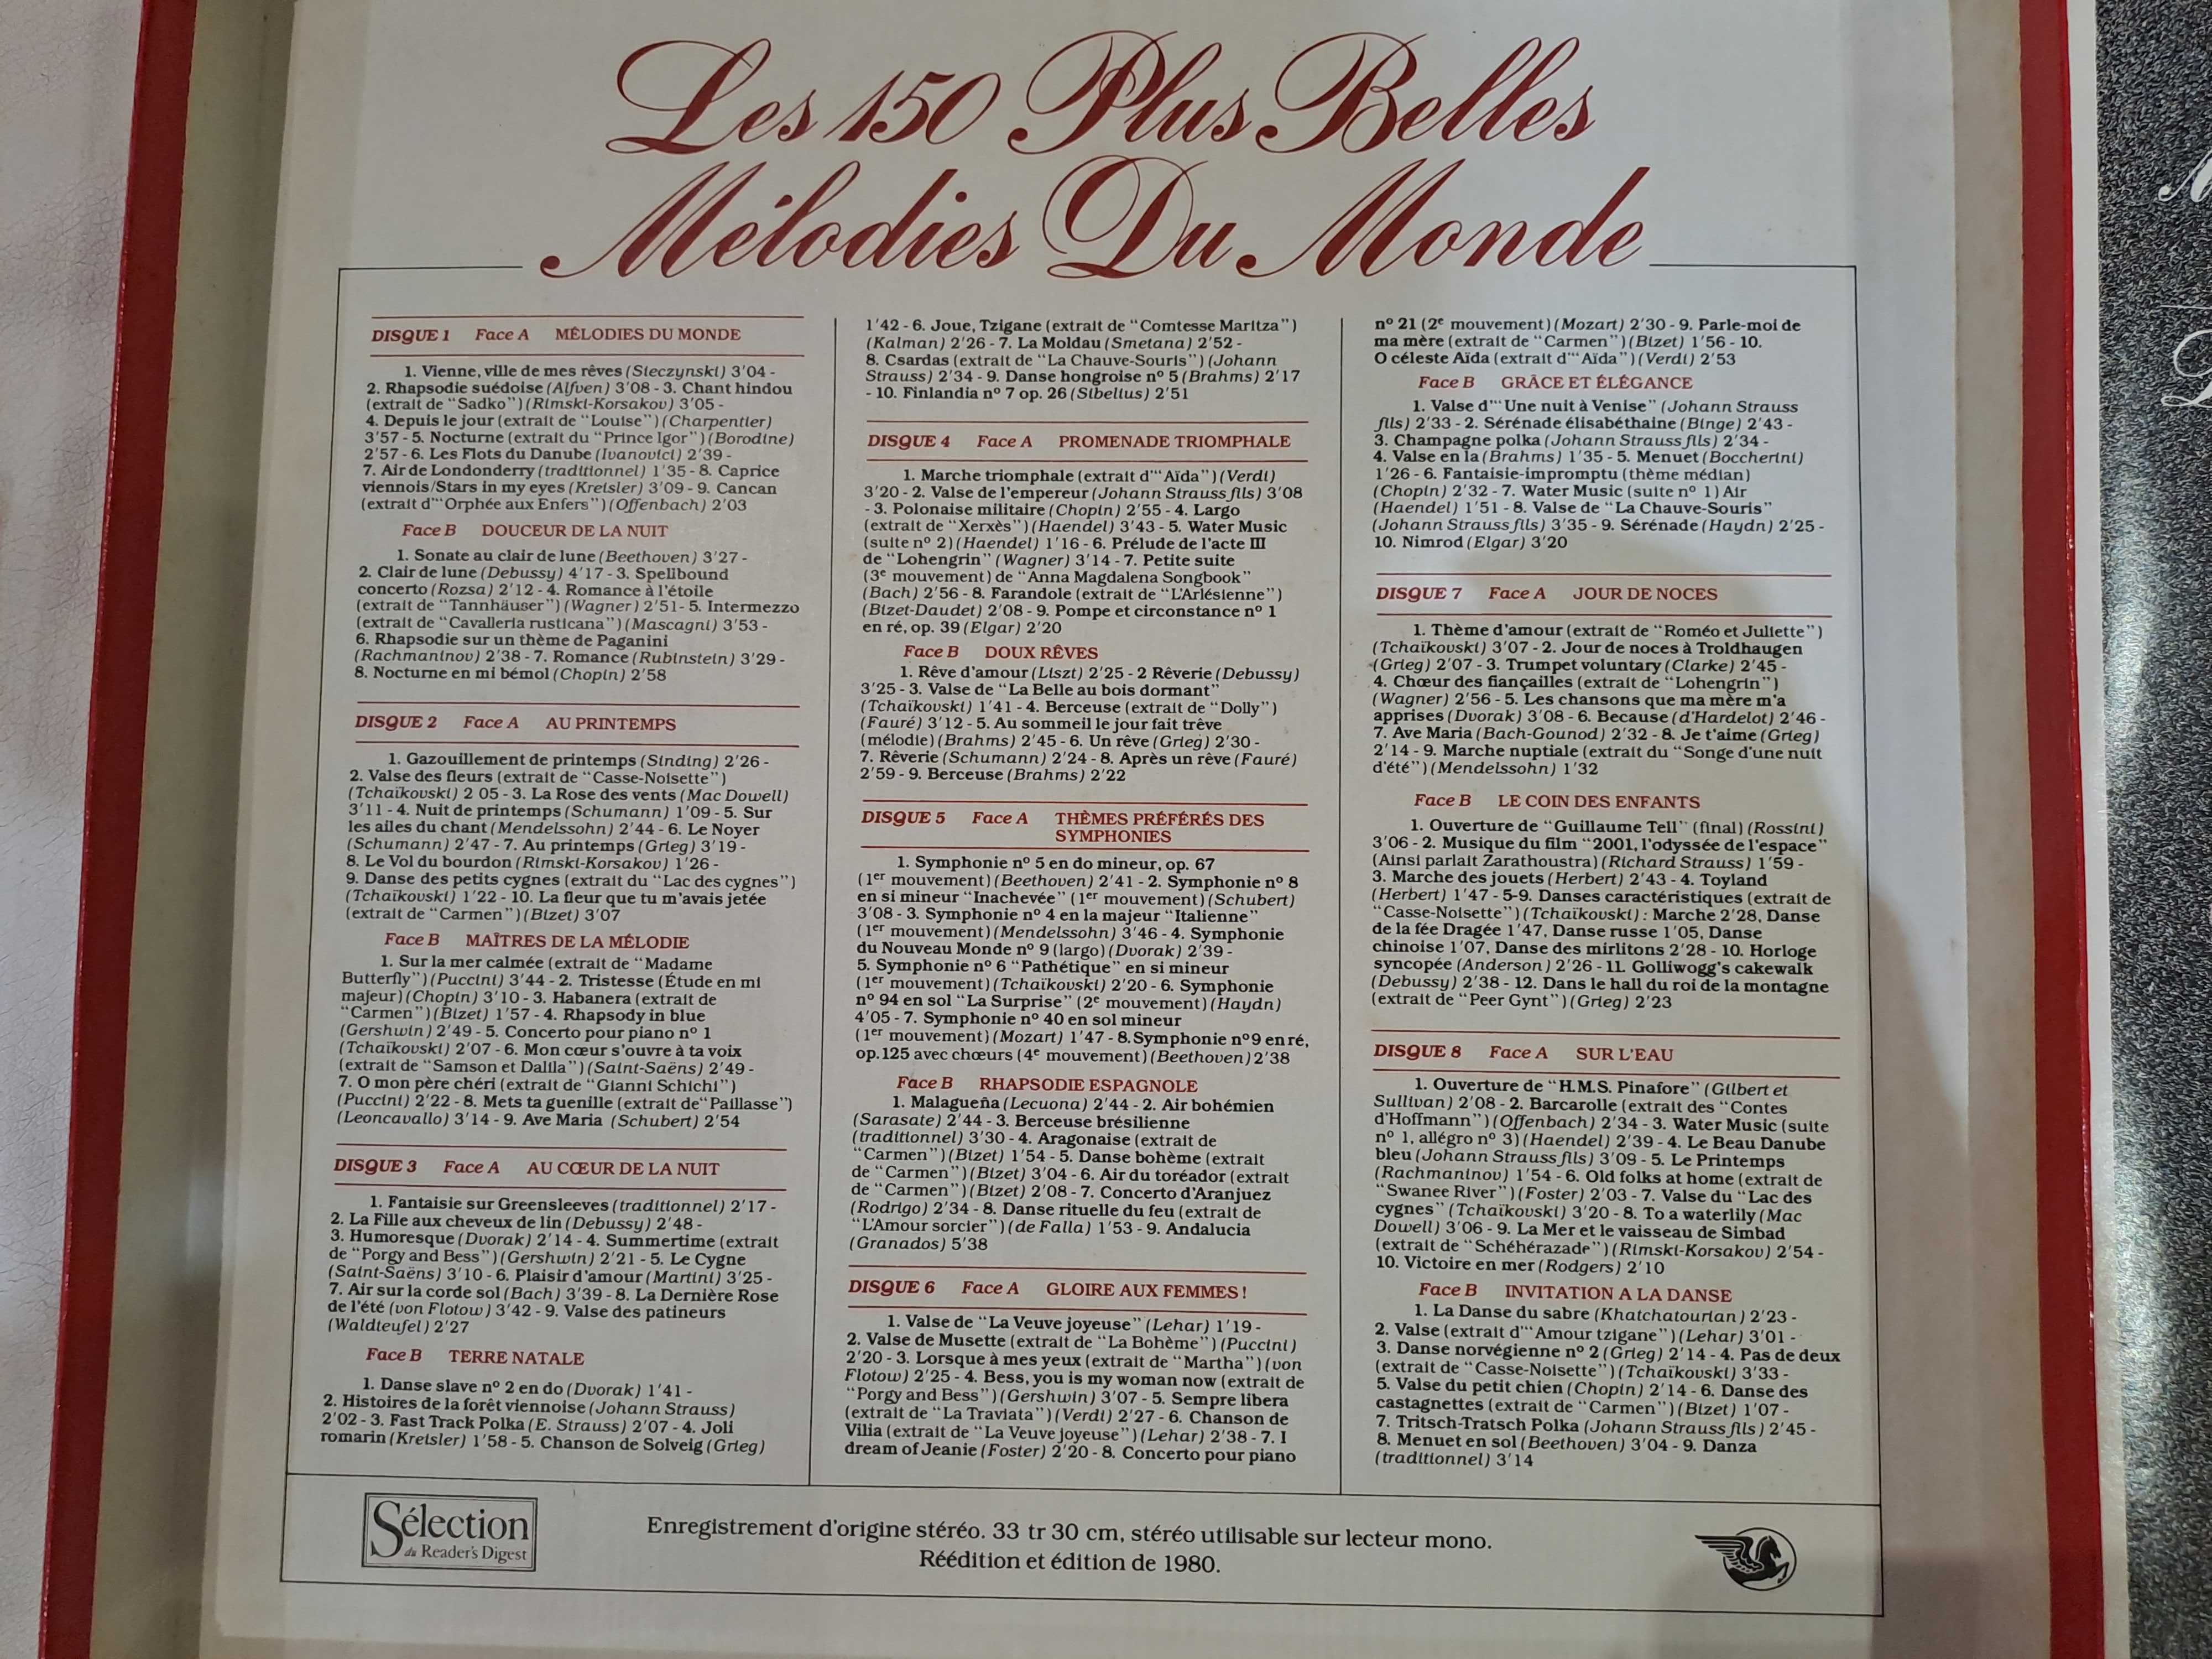 Les 150 Plus Belles
Mélodies Du Monde
DISQUE 1 Face A MÉLODIES DU MONDE
1. Vienne, ville de mes rêves (Sieczynski) 3'04 -
2. Rhapsodie suédoise (Alfven) 3'08 - 3. Chant hindou
(extrait de "Sadko") (Rimski-Korsakov) 3'05 -
4. Depuis le jour (extrait de "Louise") (Charpentier)
3'57 - 5. Nocturne (extrait du "Prince Igor") (Borodine)
2'57 - 6. Les Flots du Danube (Ivanovici) 2'39 -
7. Air de Londonderry (traditionnel) 1'35 - 8. Caprice
viennois/Stars in my eyes (Kreisler) 3'09 - 9. Cancan
(extrait d'"Orphée aux Enfers") (Offenbach) 2'03
Face B DOUCEUR DE LA NUIT
1. Sonate au clair de lune (Beethoven) 3'27 -
2. Clair de lune (Debussy) 4'17 - 3. Spellbound
concerto (Rozsa) 2'12 - 4. Romance à l'étoile
(extrait de "Tannhäuser") (Wagner) 2'51 - 5. Intermezzo
(extrait de "Cavalleria rusticana") (Mascagni) 3'53 -
6. Rhapsodie sur un thème de Paganini
(Rachmaninov) 2'38 - 7. Romance (Rubinstein) 3'29 -
8. Nocturne en mi bémol (Chopin) 2'58
DISQUE 2 Face A AU PRINTEMPS
1. Gazouillement de printemps (Sinding) 2'26 -
2. Valse des fleurs (extrait de "Casse-Noisette")
(Tchaïkovski) 2 05 - 3. La Rose des vents (Mac Dowell)
3'11 - 4. Nuit de printemps (Schumann) 1'09 - 5. Sur
les ailes du chant (Mendelssohn) 2'44 - 6. Le Noyer
(Schumann) 2'47 - 7. Au printemps (Grieg) 3'19 -
8. Le Vol du bourdon (Rimski-Korsakov) 1'26 -
9. Danse des petits cygnes (extrait du "Lac des cygnes")
(Tchaïkovski) 1'22 - 10. La fleur que tu m'avais jetée
(extrait de "Carmen") (Bizet) 3'07
Face B MAÎTRES DE LA MÉLODIE
1. Sur la mer calmée (extrait de "Madame
Butterfly") (Puccini) 3'44 - 2. Tristesse (Étude en mi
majeur) (Chopin) 3'10 - 3. Habanera (extrait de
"Carmen") (Bizet) 1'57 - 4. Rhapsody in blue
(Gershwin) 2'49 - 5. Concerto pour piano nº 1
(Tchaïkovski) 2'07 - 6. Mon cœur s'ouvre à ta voix
(extrait de "Samson et Dalila") (Saint-Saëns) 2'49 -
7. O mon père chéri (extrait de "Gianni Schichi")
(Puccini) 2'22 - 8. Mets ta guenille (extrait de "Paillasse")
(Leoncavallo) 3'14 - 9. Ave Maria (Schubert) 2'54
DISQUE 3 Face A AU CŒUR DE LA NUIT
1. Fantaisie sur Greensleeves (traditionnel) 2'17 -
2. La Fille aux cheveux de lin (Debussy) 2'48 -
3. Humoresque (Dvorak) 2'14 - 4. Summertime (extrait
de "Porgy and Bess") (Gershwin) 2'21 - 5. Le Cygne
(Saint-Saëns) 3'10 - 6. Plaisir d'amour (Martini) 3'25 -
7. Air sur la corde sol (Bach) 3'39 - 8. La Dernière Rose
de l'été (von Flotow) 3'42 - 9. Valse des patineurs
(Waldteufel) 2'27
Face B TERRE NATALE
1. Danse slave nº 2 en do (Dvorak) 1'41 -
2. Histoires de la forêt viennoise (Johann Strauss)
2'02 - 3. Fast Track Polka (E. Strauss) 2'07 - 4. Joli
romarin (Kreisler) 1'58 - 5. Chanson de Solveig (Grieg)
1'42 - 6. Joue, Tzigane (extrait de "Comtesse Maritza")
(Kalman) 2'26 - 7. La Moldau (Smetana) 2'52 -
8. Csardas (extrait de "La Chauve-Souris") (Johann
Strauss) 2'34 - 9. Danse hongroise nº 5 (Brahms) 2'17
- 10. Finlandia nº 7 op. 26 (Sibelius) 2'51
DISQUE 4 Face A PROMENADE TRIOMPHALE
1. Marche triomphale (extrait d'"Aïda") (Verdi)
3'20 - 2. Valse de l'empereur (Johann Strauss fils) 3'08
- 3. Polonaise militaire (Chopin) 2'55 - 4. Largo
(extrait de "Xerxès") (Haendel) 3'43 - 5. Water Music
(suite nº 2) (Haendel) 1'16 - 6. Prélude de l'acte III
de "Lohengrin" (Wagner) 3'14 - 7. Petite suite
(3e mouvement) de "Anna Magdalena Songbook"
(Bach) 2'56 - 8. Farandole (extrait de "L'Arlésienne")
(Bizet-Daudet) 2'08 - 9. Pompe et circonstance nº 1
en ré, op. 39 (Elgar) 2'20
Face B DOUX RÊVES
1. Rêve d'amour (Liszt) 2'25 - 2 Rêverie (Debussy)
3'25 - 3. Valse de "La Belle au bois dormant"
(Tchaïkovski) 1'41 - 4. Berceuse (extrait de "Dolly")
(Fauré) 3'12 - 5. Au sommeil le jour fait trêve
(mélodie) (Brahms) 2'45 - 6. Un rêve (Grieg) 2'30 -
7. Rêverie (Schumann) 2'24 - 8. Après un rêve (Fauré)
2'59 - 9. Berceuse (Brahms) 2'22
DISQUE 5 Face A THÈMES PRÉFÉRÉS DES
SYMPHONIES
1. Symphonie nº 5 en do mineur, op. 67
(1er mouvement) (Beethoven) 2'41 - 2. Symphonie nº 8
en si mineur "Inachevée" (1er mouvement) (Schubert)
3'08 - 3. Symphonie nº 4 en la majeur "Italienne"
(1er mouvement) (Mendelssohn) 3'46 - 4. Symphonie
du Nouveau Monde nº 9 (largo) (Dvorak) 2'39 -
5. Symphonie nº 6 "Pathétique" en si mineur
(1er mouvement) (Tchaïkovski) 2'20 - 6. Symphonie
nº 94 en sol "La Surprise" (2e mouvement) (Haydn)
4'05 - 7. Symphonie nº 40 en sol mineur
(1er mouvement) (Mozart) 1'47 - 8. Symphonie nº 9 en ré,
op. 125 avec chœurs (4e mouvement) (Beethoven) 2'38
Face B RHAPSODIE ESPAGNOLE
1. Malagueña (Lecuona) 2'44 - 2. Air bohémien
(Sarasate) 2'44 - 3. Berceuse brésilienne
(traditionnel) 3'30 - 4. Aragonaise (extrait de
"Carmen") (Bizet) 1'54 - 5. Danse bohème (extrait
de "Carmen") (Bizet) 3'04 - 6. Air du toréador (extrait
de "Carmen") (Bizet) 2'08 - 7. Concerto d'Aranjuez
(Rodrigo) 2'34 - 8. Danse rituelle du feu (extrait de
"L'Amour sorcier") (de Falla) 1'53 - 9. Andalucia
(Granados) 5'38
DISQUE 6 Face A GLOIRE AUX FEMMES !
1. Valse de "La Veuve joyeuse" (Lehar) 1'19 -
2. Valse de Musette (extrait de "La Bohème") (Puccini)
2'20 - 3. Lorsque à mes yeux (extrait de "Martha") (von
Flotow) 2'25 - 4. Bess, you is my woman now (extrait de
"Porgy and Bess") (Gershwin) 3'07 - 5. Sempre libera
(extrait de "La Traviata") (Verdi) 2'27 - 6. Chanson de
Vilia (extrait de "La Veuve joyeuse") (Lehar) 2'38 - 7. I
dream of Jeanie (Foster) 2'20 - 8. Concerto pour piano
nº 21 (2e mouvement) (Mozart) 2'30 - 9. Parle-moi de
ma mère (extrait de "Carmen") (Bizet) 1'56 - 10.
O céleste Aïda (extrait d'"Aïda") (Verdi) 2'53
Face B GRÂCE ET ÉLÉGANCE
1. Valse d'"Une nuit à Venise" (Johann Strauss
fils) 2'33 - 2. Sérénade élisabéthaine (Binge) 2'43 -
3. Champagne polka (Johann Strauss fils) 2'34 -
4. Valse en la (Brahms) 1'35 - 5. Menuet (Boccherini)
1'26 - 6. Fantaisie-impromptu (thème médian)
(Chopin) 2'32 - 7. Water Music (suite nº 1) Air
(Haendel) 1'51 - 8. Valse de "La Chauve-Souris"
(Johann Strauss fils) 3'35 - 9. Sérénade (Haydn) 2'25 -
10. Nimrod (Elgar) 3'20
DISQUE 7 Face A JOUR DE NOCES
1. Thème d'amour (extrait de "Roméo et Juliette")
(Tchaïkovski) 3'07 - 2. Jour de noces à Troldhaugen
(Grieg) 2'07 - 3. Trumpet voluntary (Clarke) 2'45 -
4. Chœur des fiançailles (extrait de "Lohengrin")
(Wagner) 2'56 - 5. Les chansons que ma mère m'a
apprises (Dvorak) 3'08 - 6. Because (d'Hardelot) 2'46 -
7. Ave Maria (Bach-Gounod) 2'32 - 8. Je t'aime (Grieg)
2'14 - 9. Marche nuptiale (extrait du "Songe d'une nuit
d'été") (Mendelssohn) 1'32
Face B LE COIN DES ENFANTS
1. Ouverture de "Guillaume Tell" (final) (Rossini)
3'06 - 2. Musique du film "2001, l'odyssée de l'espace"
(Ainsi parlait Zarathoustra) (Richard Strauss) 1'59 -
3. Marche des jouets (Herbert) 2'43 - 4. Toyland
(Herbert) 1'47 - 5-9. Danses caractéristiques (extrait de
"Casse-Noisette") (Tchaïkovski) : Marche 2'28, Danse
de la fée Dragée 1'47, Danse russe 1'05, Danse
chinoise 1'07, Danse des mirlitons 2'28 - 10. Horloge
syncopée (Anderson) 2'26 - 11. Golliwogg's cakewalk
(Debussy) 2'38 - 12. Dans le hall du roi de la montagne
(extrait de "Peer Gynt") (Grieg) 2'23
DISQUE 8 Face A SUR L'EAU
1. Ouverture de "H.M.S. Pinafore" (Gilbert et
Sullivan) 2'08 - 2. Barcarolle (extrait des "Contes
d'Hoffmann") (Offenbach) 2'34 - 3. Water Music (suite
nº 1, allégro nº 3) (Haendel) 2'39 - 4. Le Beau Danube
bleu (Johann Strauss fils) 3'09 - 5. Le Printemps
(Rachmaninov) 1'54 - 6. Old folks at home (extrait de
"Swanee River") (Foster) 2'03 - 7. Valse du "Lac des
cygnes" (Tchaïkovski) 3'20 - 8. To a waterlily (Mac
Dowell) 3'06 - 9. La Mer et le vaisseau de Simbad
(extrait de "Schéhérazade") (Rimski-Korsakov) 2'54 -
10. Victoire en mer (Rodgers) 2'10
Face B INVITATION A LA DANSE
1. La Danse du sabre (Khatchatourian) 2'23 -
2. Valse (extrait d'"Amour tzigane") (Lehar) 3'01 -
3. Danse norvégienne nº 2 (Grieg) 2'14 - 4. Pas de deux
(extrait de "Casse-Noisette") (Tchaïkovski) 3'33 -
5. Valse du petit chien (Chopin) 2'14 - 6. Danse des
castagnettes (extrait de "Carmen") (Bizet) 1'07 -
7. Tritsch-Tratsch Polka (Johann Strauss fils) 2'45 -
8. Menuet en sol (Beethoven) 3'04 - 9. Danza
(traditionnel) 3'14
Sélection
du Reader's Digest
Enregistrement d'origine stéréo. 33 tr 30 cm, stéréo utilisable sur lecteur mono.
Réédition et édition de 1980.